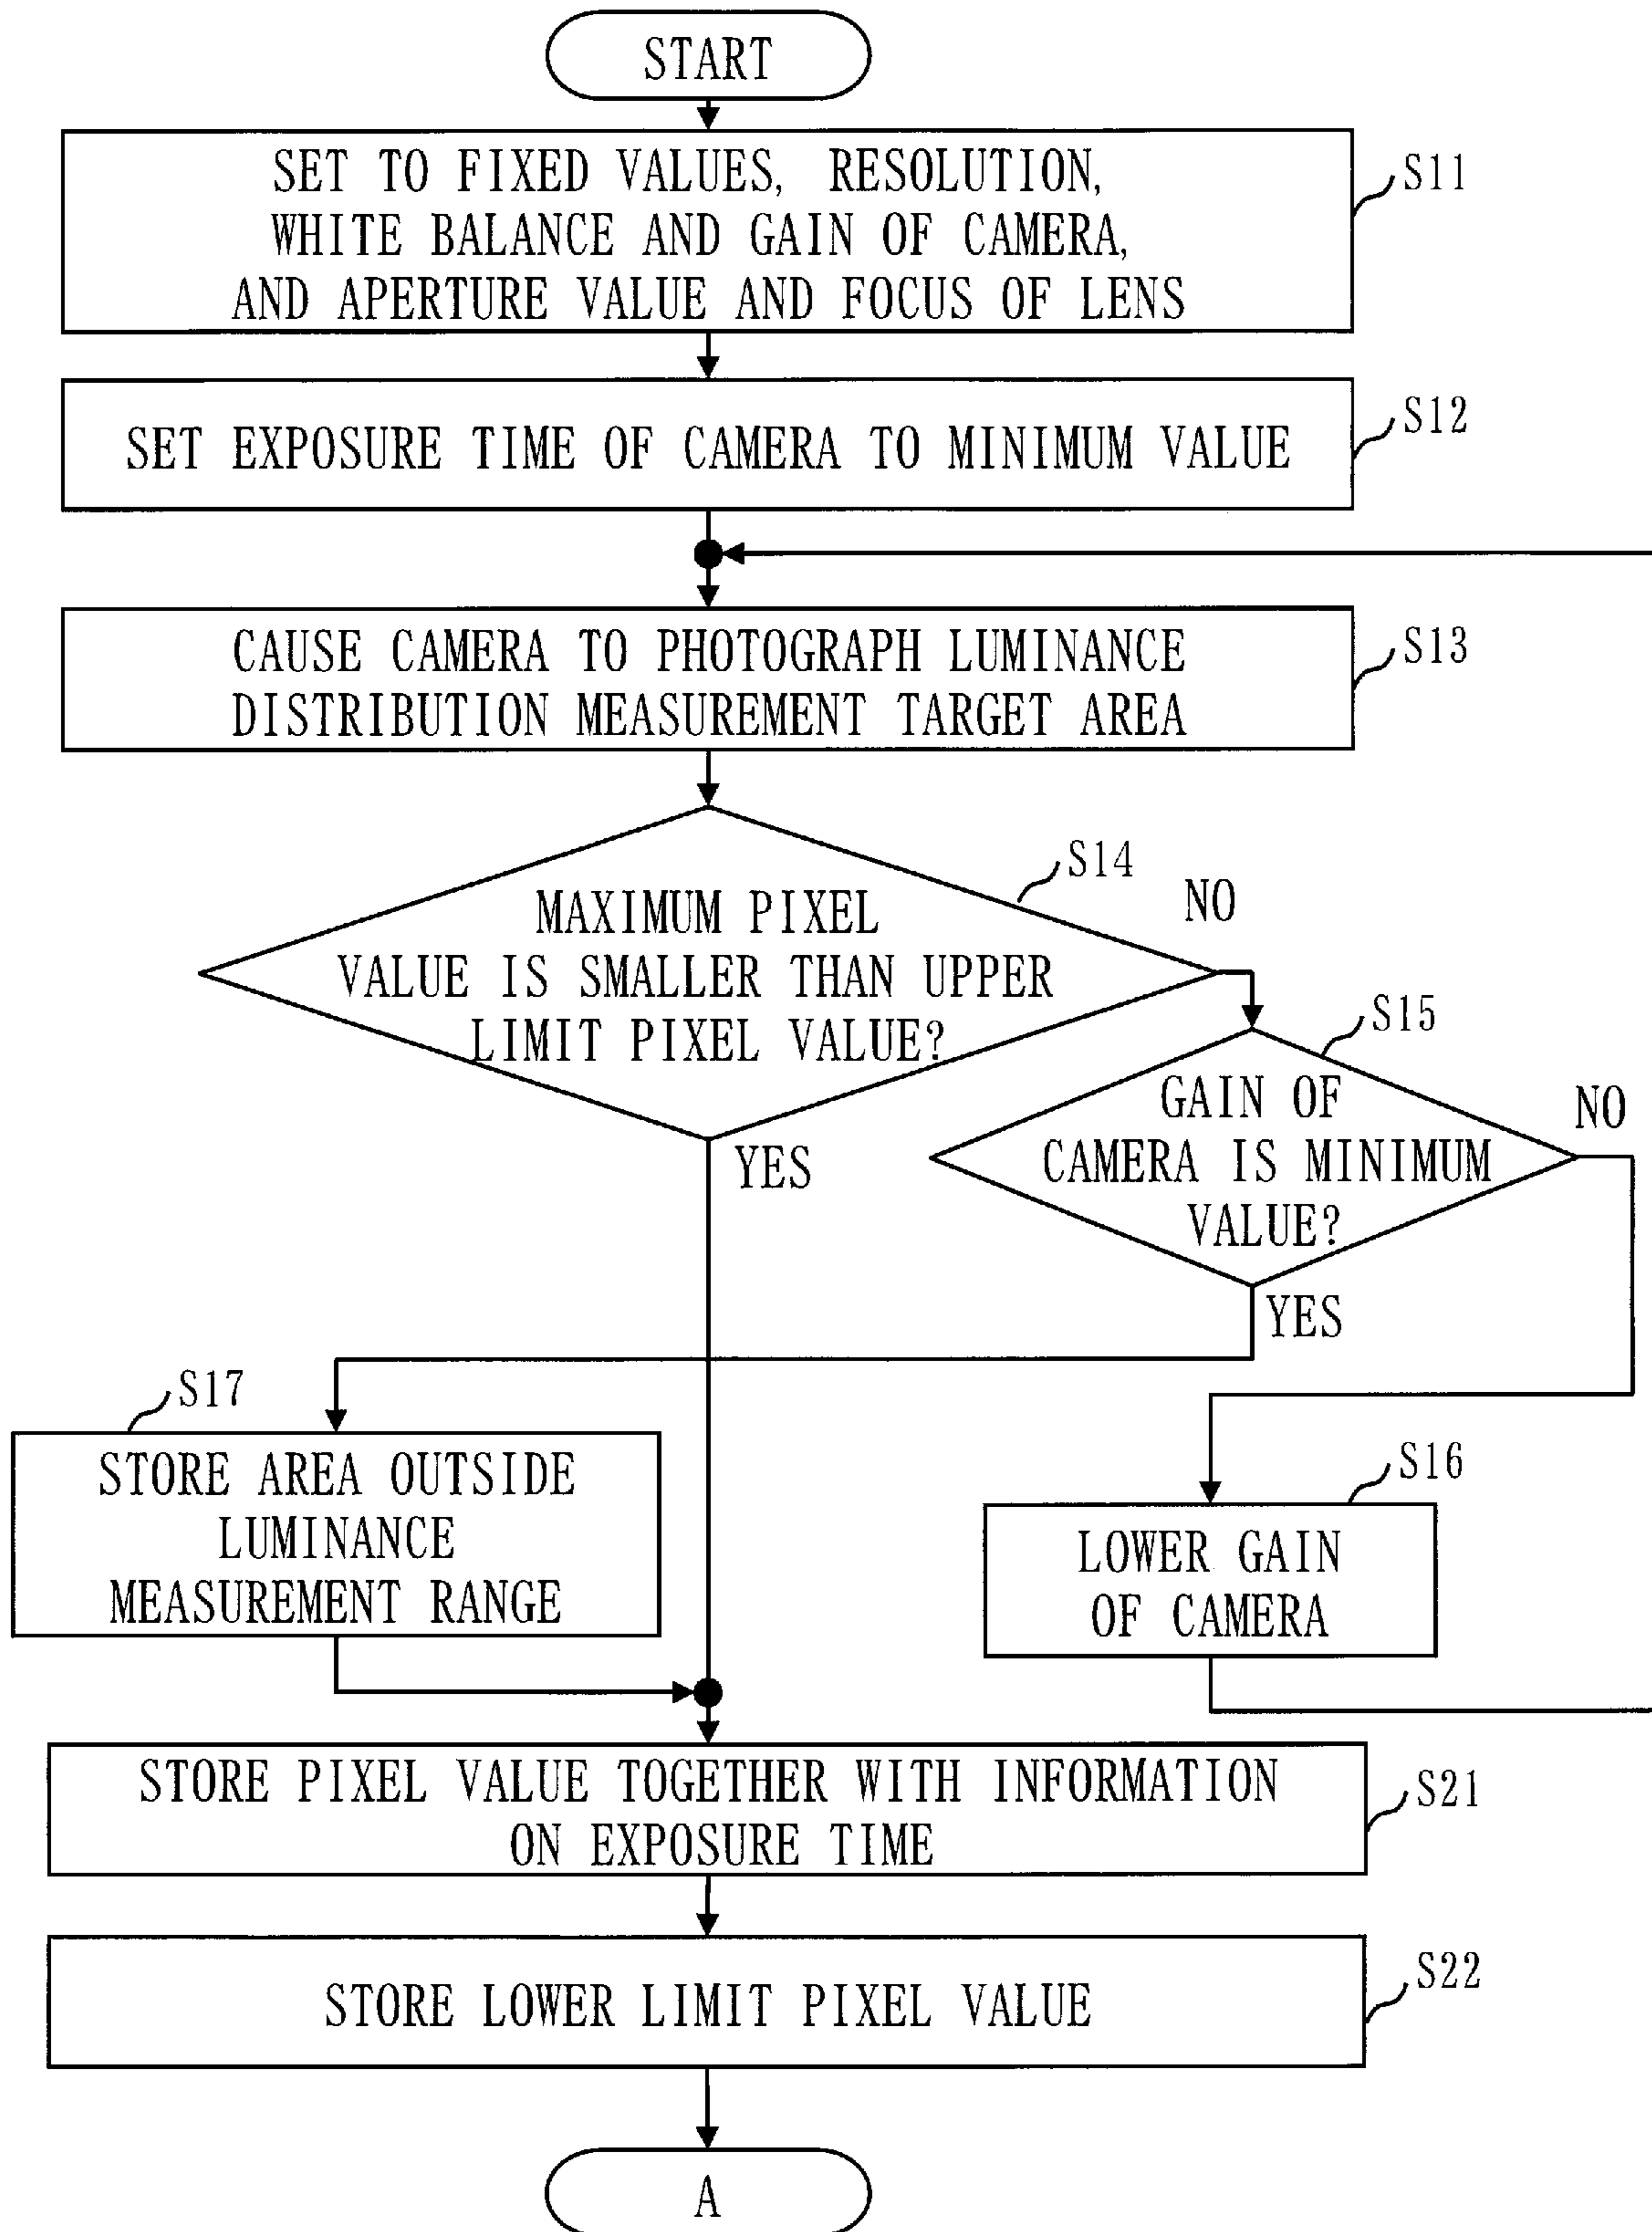 START
SET TO FIXED VALUES, RESOLUTION,
WHITE BALANCE AND GAIN OF CAMERA,
AND APERTURE VALUE AND FOCUS OF LENS
S11
SET EXPOSURE TIME OF CAMERA TO MINIMUM VALUE
S12
CAUSE CAMERA TO PHOTOGRAPH LUMINANCE
DISTRIBUTION MEASUREMENT TARGET AREA
S13
MAXIMUM PIXEL
VALUE IS SMALLER THAN UPPER
LIMIT PIXEL VALUE?
S14
NO
YES
GAIN OF
CAMERA IS MINIMUM
VALUE?
S15
NO
YES
S17
STORE AREA OUTSIDE
LUMINANCE
MEASUREMENT RANGE
S16
LOWER GAIN
OF CAMERA
STORE PIXEL VALUE TOGETHER WITH INFORMATION
ON EXPOSURE TIME
S21
STORE LOWER LIMIT PIXEL VALUE
S22
A